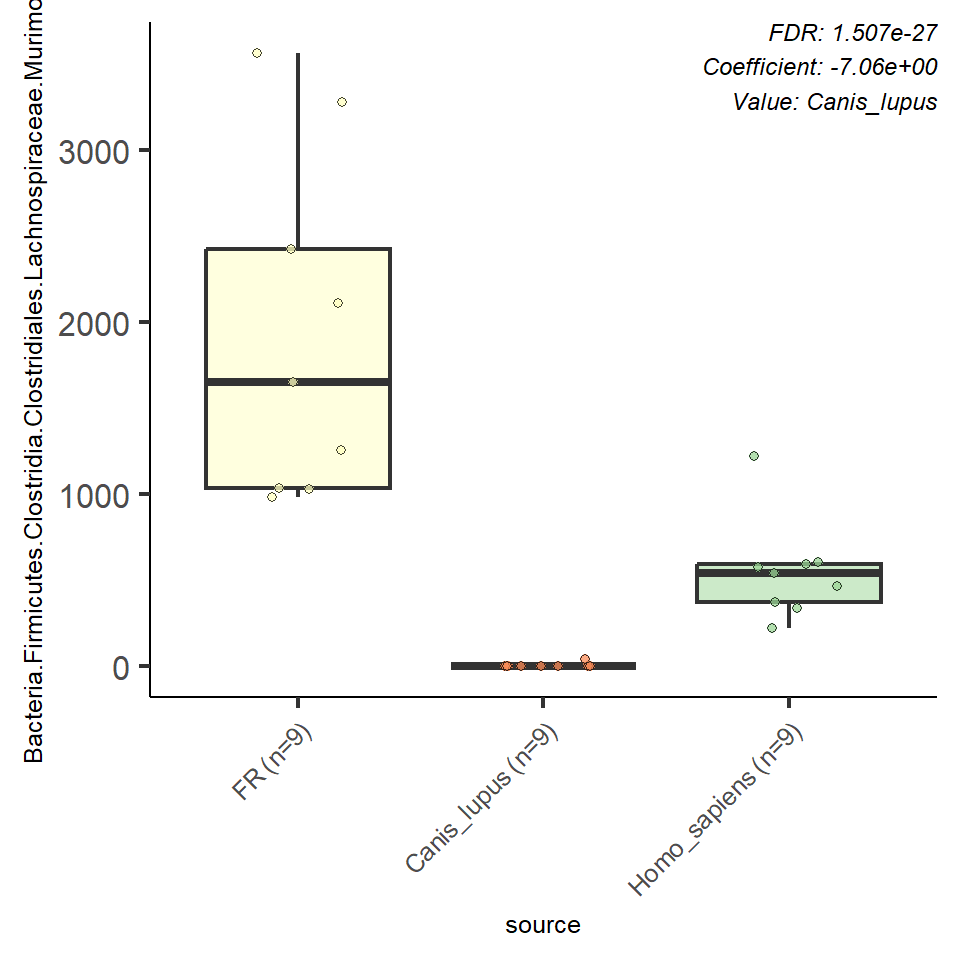 FDR: 1.507e-27
Coefficient: -7.06e+00
Value: Canis_lupus
Bacteria.Firmicutes.Clostridia.Clostridiales.Lachnospiraceae.Murimo
3000
2000
1000
0
FR (n=9)
Canis_lupus (n=9)
Homo_sapiens (n=9)
source